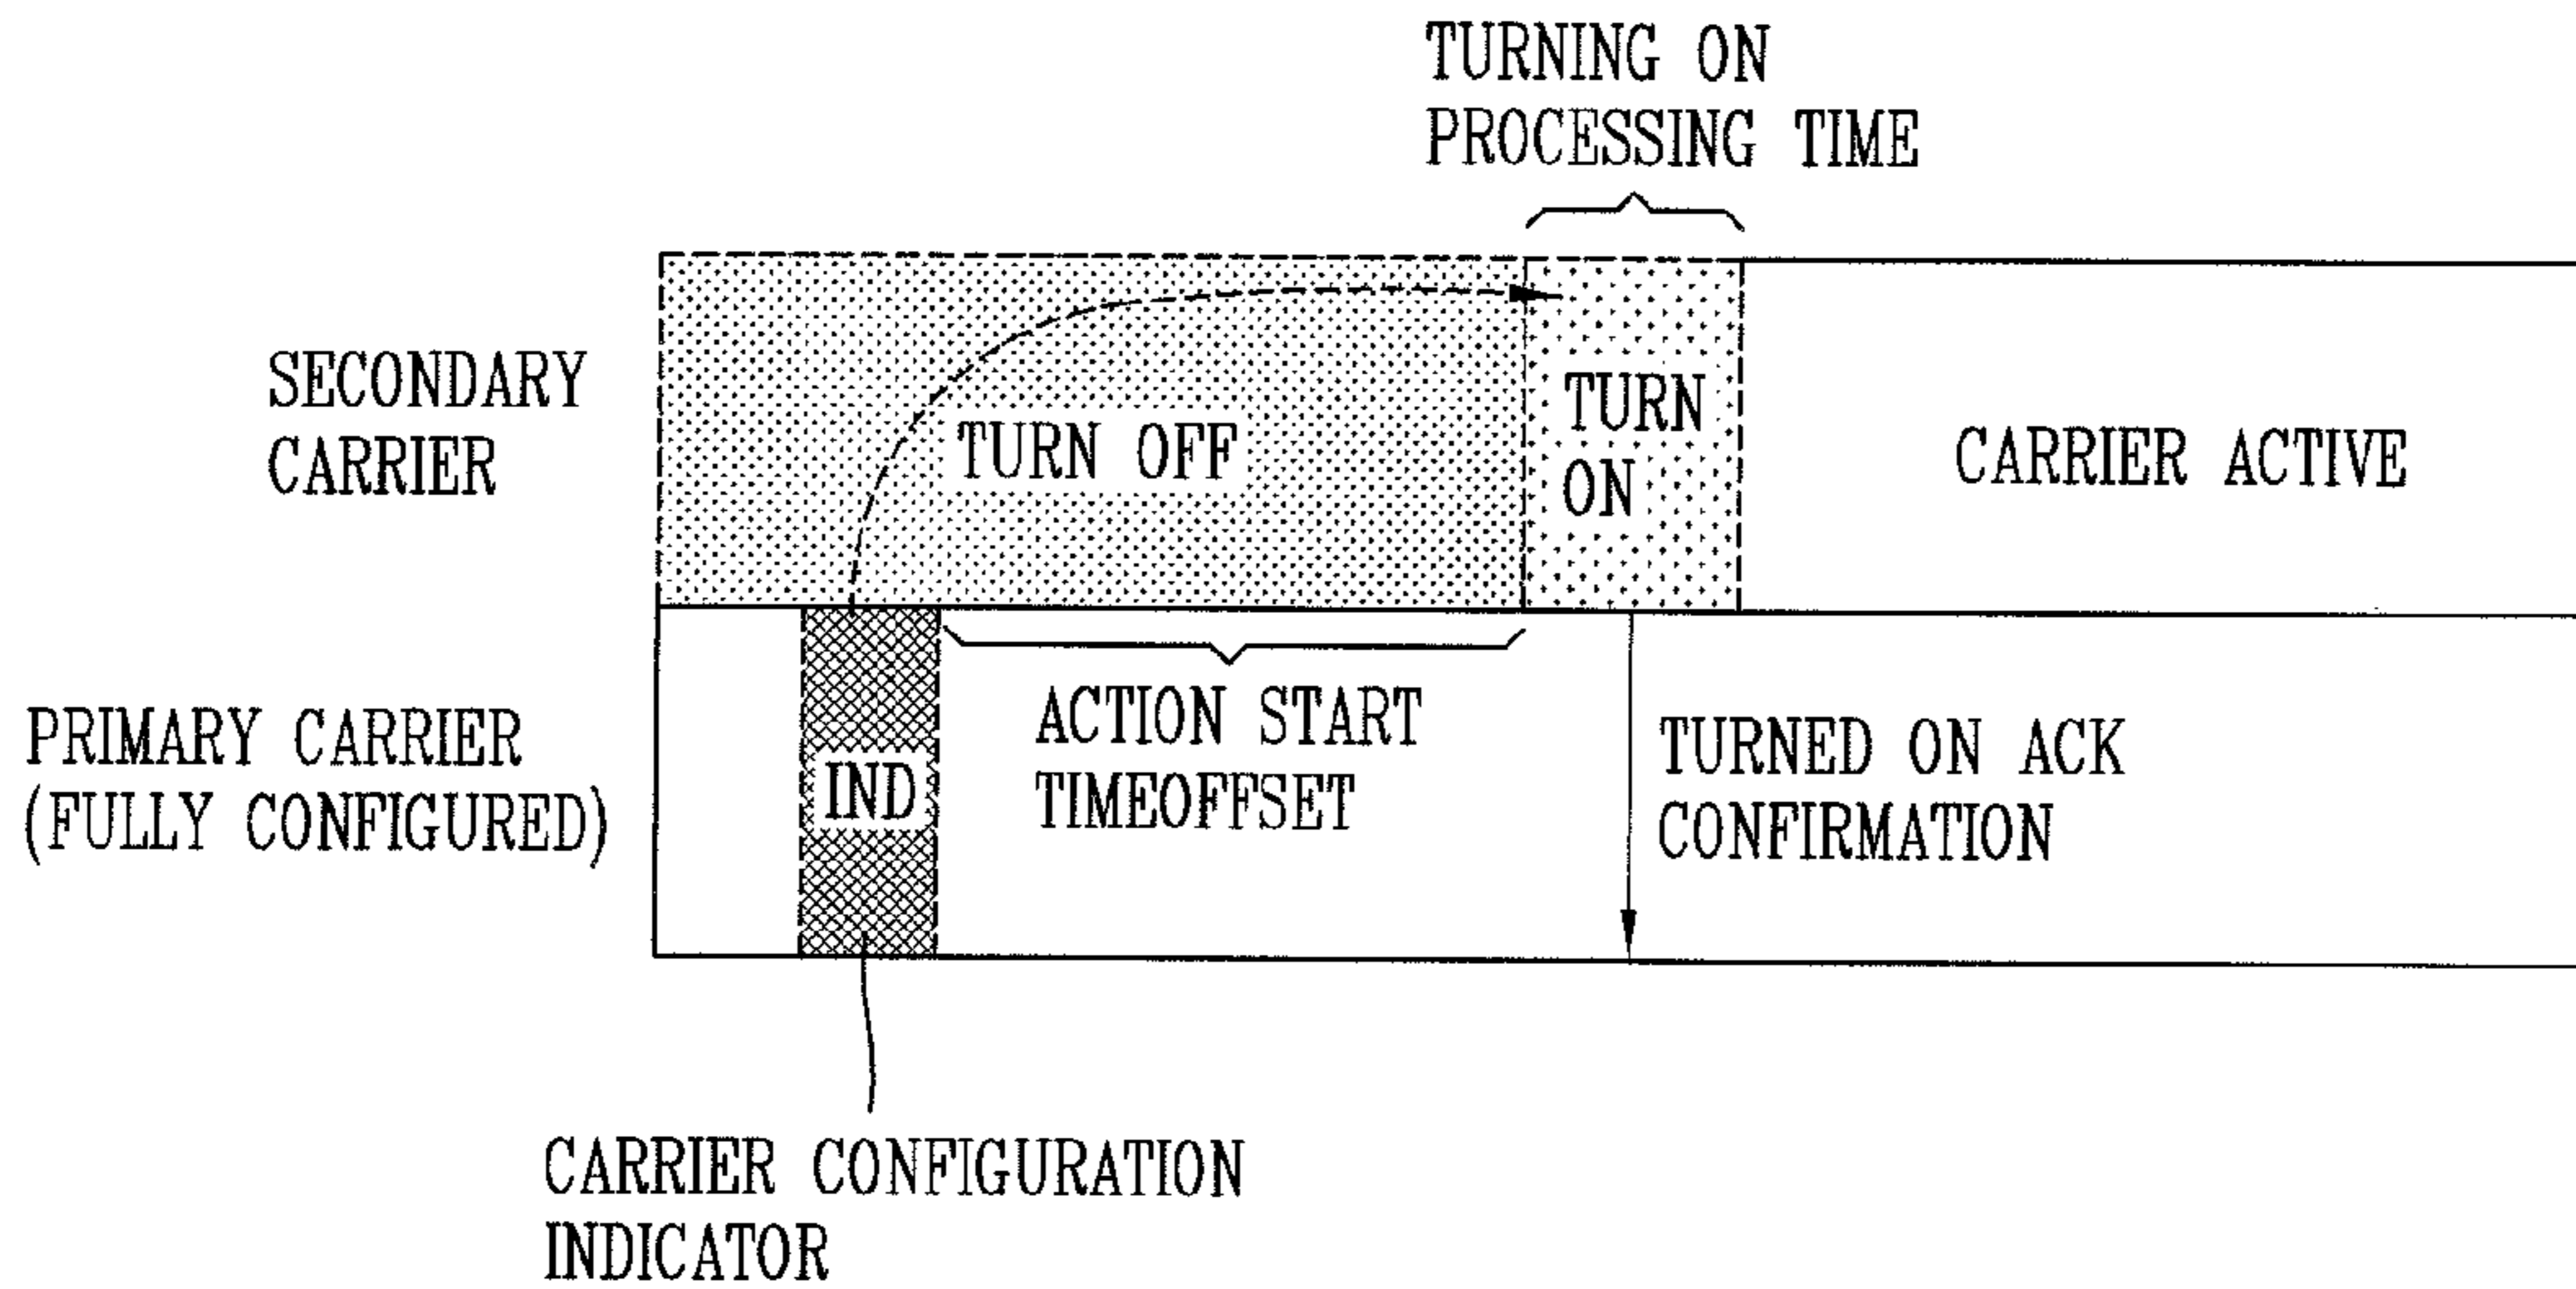 TURNING ON
PROCESSING TIME
SECONDARY
CARRIER
TURN OFF
TURN
ON
CARRIER ACTIVE
PRIMARY CARRIER
(FULLY CONFIGURED)
IND
ACTION START
TIMEOFFSET
TURNED ON ACK
CONFIRMATION
CARRIER CONFIGURATION
INDICATOR